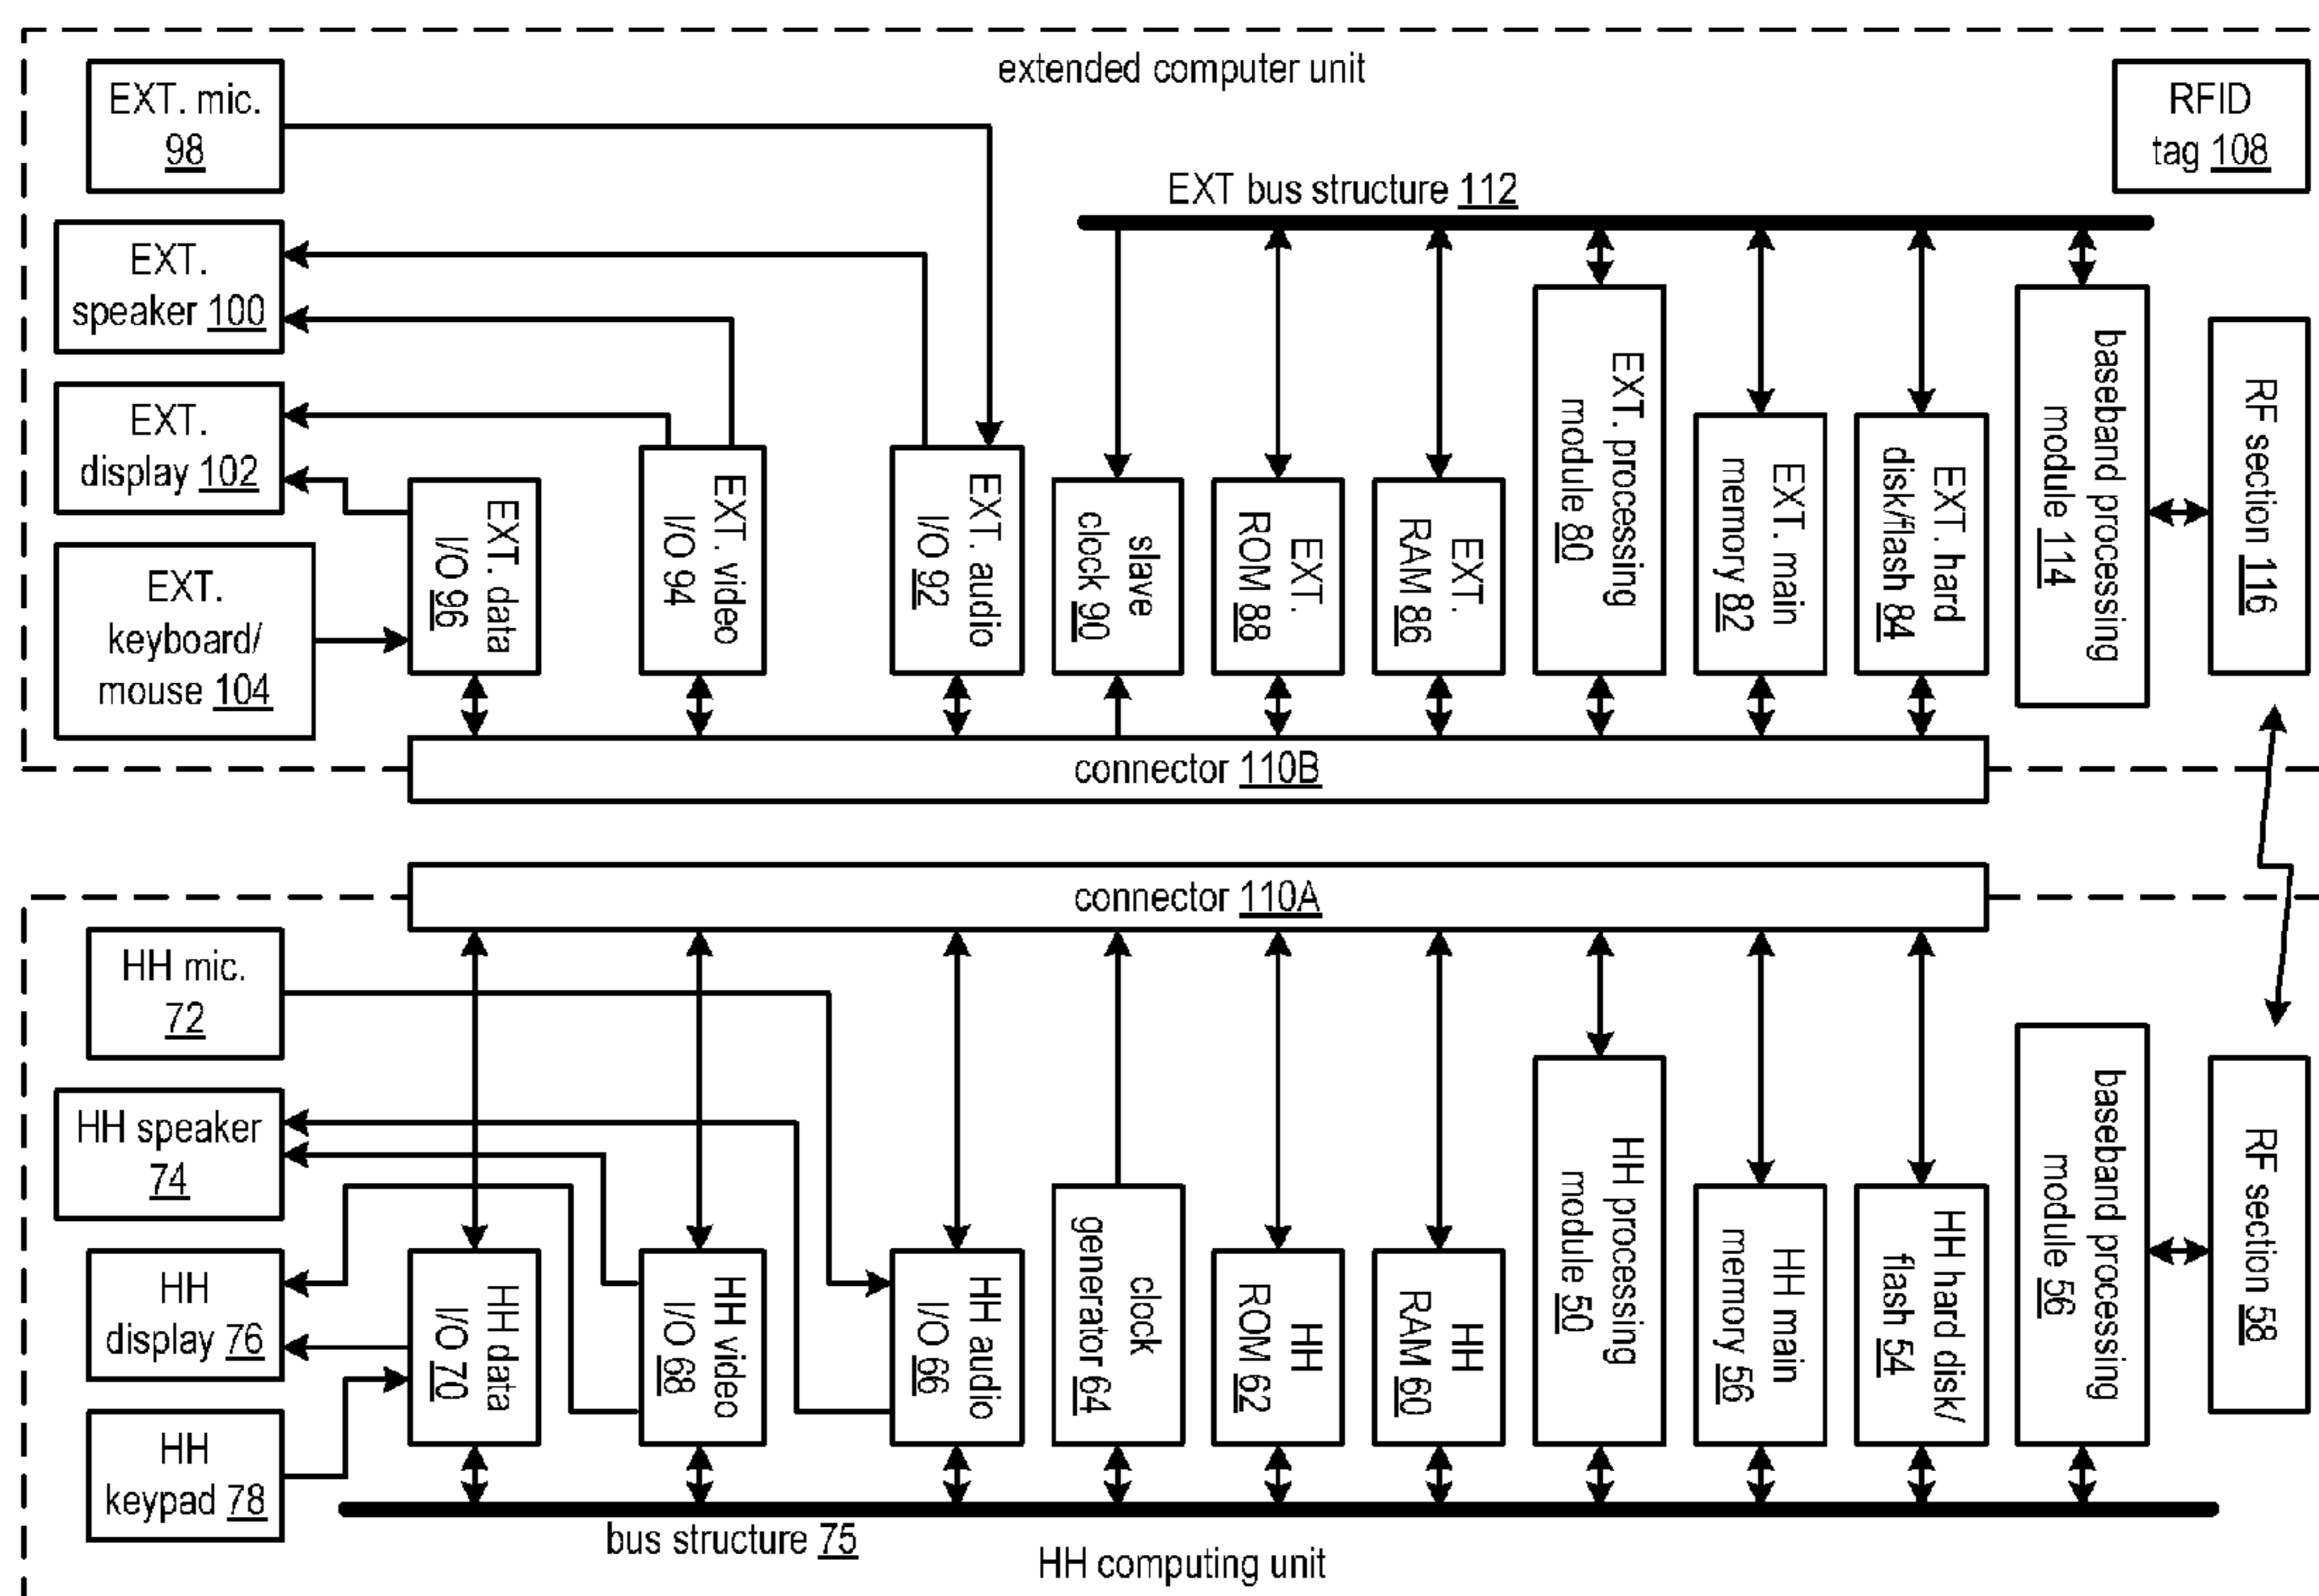 extended computer unit
EXT. mic.
98
RFID
tag 108
EXT bus structure 112
EXT.
speaker 100
EXT.
display 102
EXT.
keyboard/
mouse 104
EXT. data
I/O 96
EXT. video
I/O 94
EXT. audio
I/O 92
slave
clock 90
EXT.
ROM 88
EXT.
RAM 86
EXT. processing
module 80
EXT. main
memory 82
EXT. hard
disk/flash 84
baseband processing
module 114
RF section 116
connector 110B
connector 110A
HH mic.
72
HH speaker
74
HH
display 76
HH
keypad 78
HH data
I/O 70
HH video
I/O 68
HH audio
I/O 66
clock
generator 64
HH
ROM 62
HH
RAM 60
HH processing
module 50
HH main
memory 56
HH hard disk/
flash 54
baseband processing
module 56
RF section 58
bus structure 75
HH computing unit